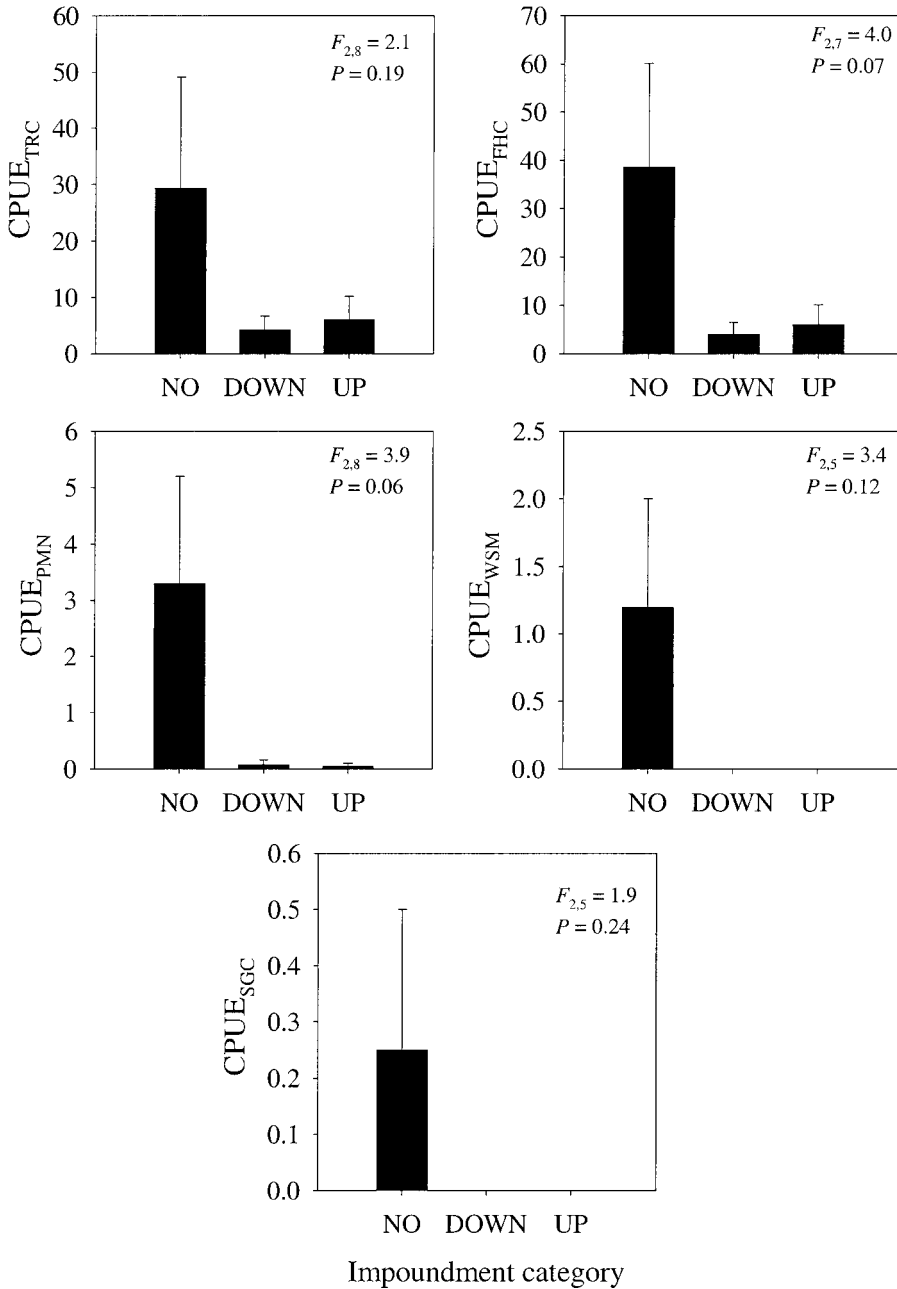 60
50
40
30
20
10
0
CPUE_TRC
F_2,8 = 2.1
P = 0.19
NO DOWN UP
70
60
50
40
30
20
10
0
CPUE_FHC
F_2,7 = 4.0
P = 0.07
NO DOWN UP
6
5
4
3
2
1
0
CPUE_PMN
F_2,8 = 3.9
P = 0.06
NO DOWN UP
2.5
2.0
1.5
1.0
0.5
0.0
CPUE_WSM
F_2,5 = 3.4
P = 0.12
NO DOWN UP
0.6
0.5
0.4
0.3
0.2
0.1
0.0
CPUE_SGC
F_2,5 = 1.9
P = 0.24
NO DOWN UP
Impoundment category